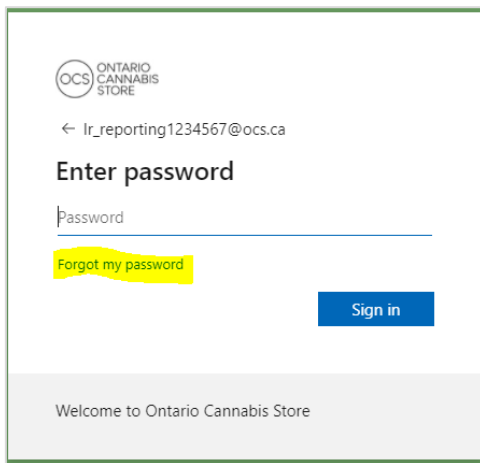 OCS ONTARIO
CANNABIS
STORE
← lr_reporting1234567@ocs.ca
Enter password
Password
Forgot my password
Sign in
Welcome to Ontario Cannabis Store